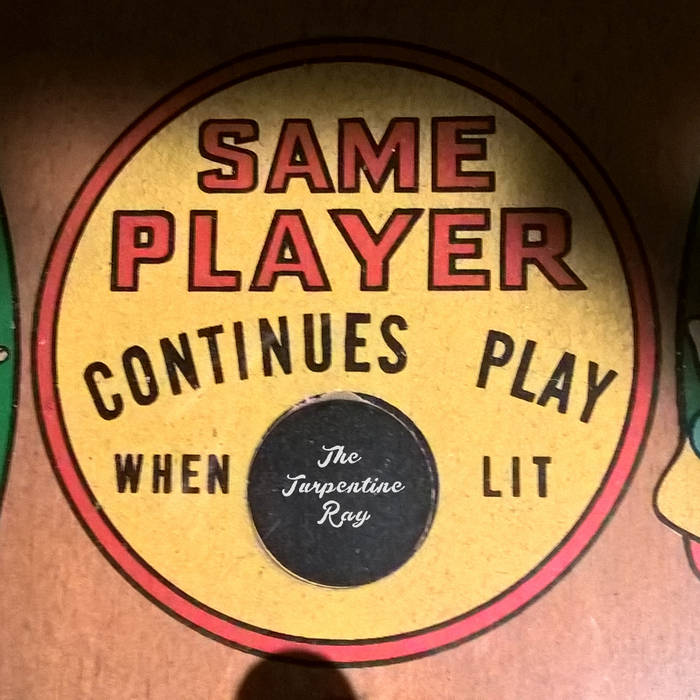 SAME
PLAYER
CONTINUES PLAY
WHEN LIT
The
Turpentine
Ray